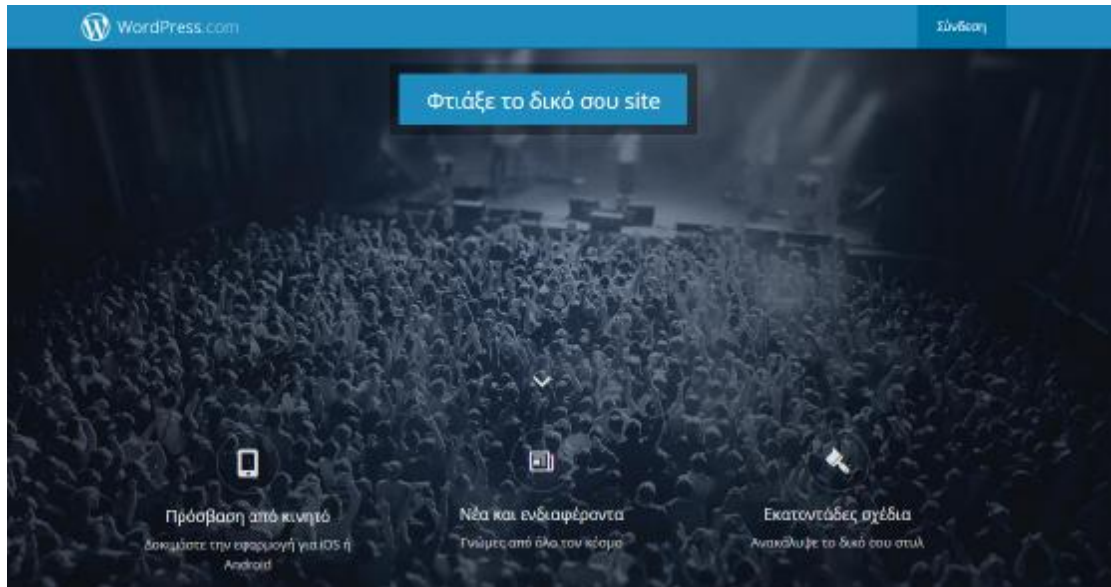 WordPress.com
Σύνδεση
Φτιάξε το δικό σου site
Πρόσβαση από κινητό
Δοκιμάστε την εφαρμογή για iOS ή
Android
Νέα και ενδιαφέροντα
Γνώμες από όλο τον κόσμο
Εκατοντάδες σχέδια
Ανακάλυψε το δικό σου στυλ